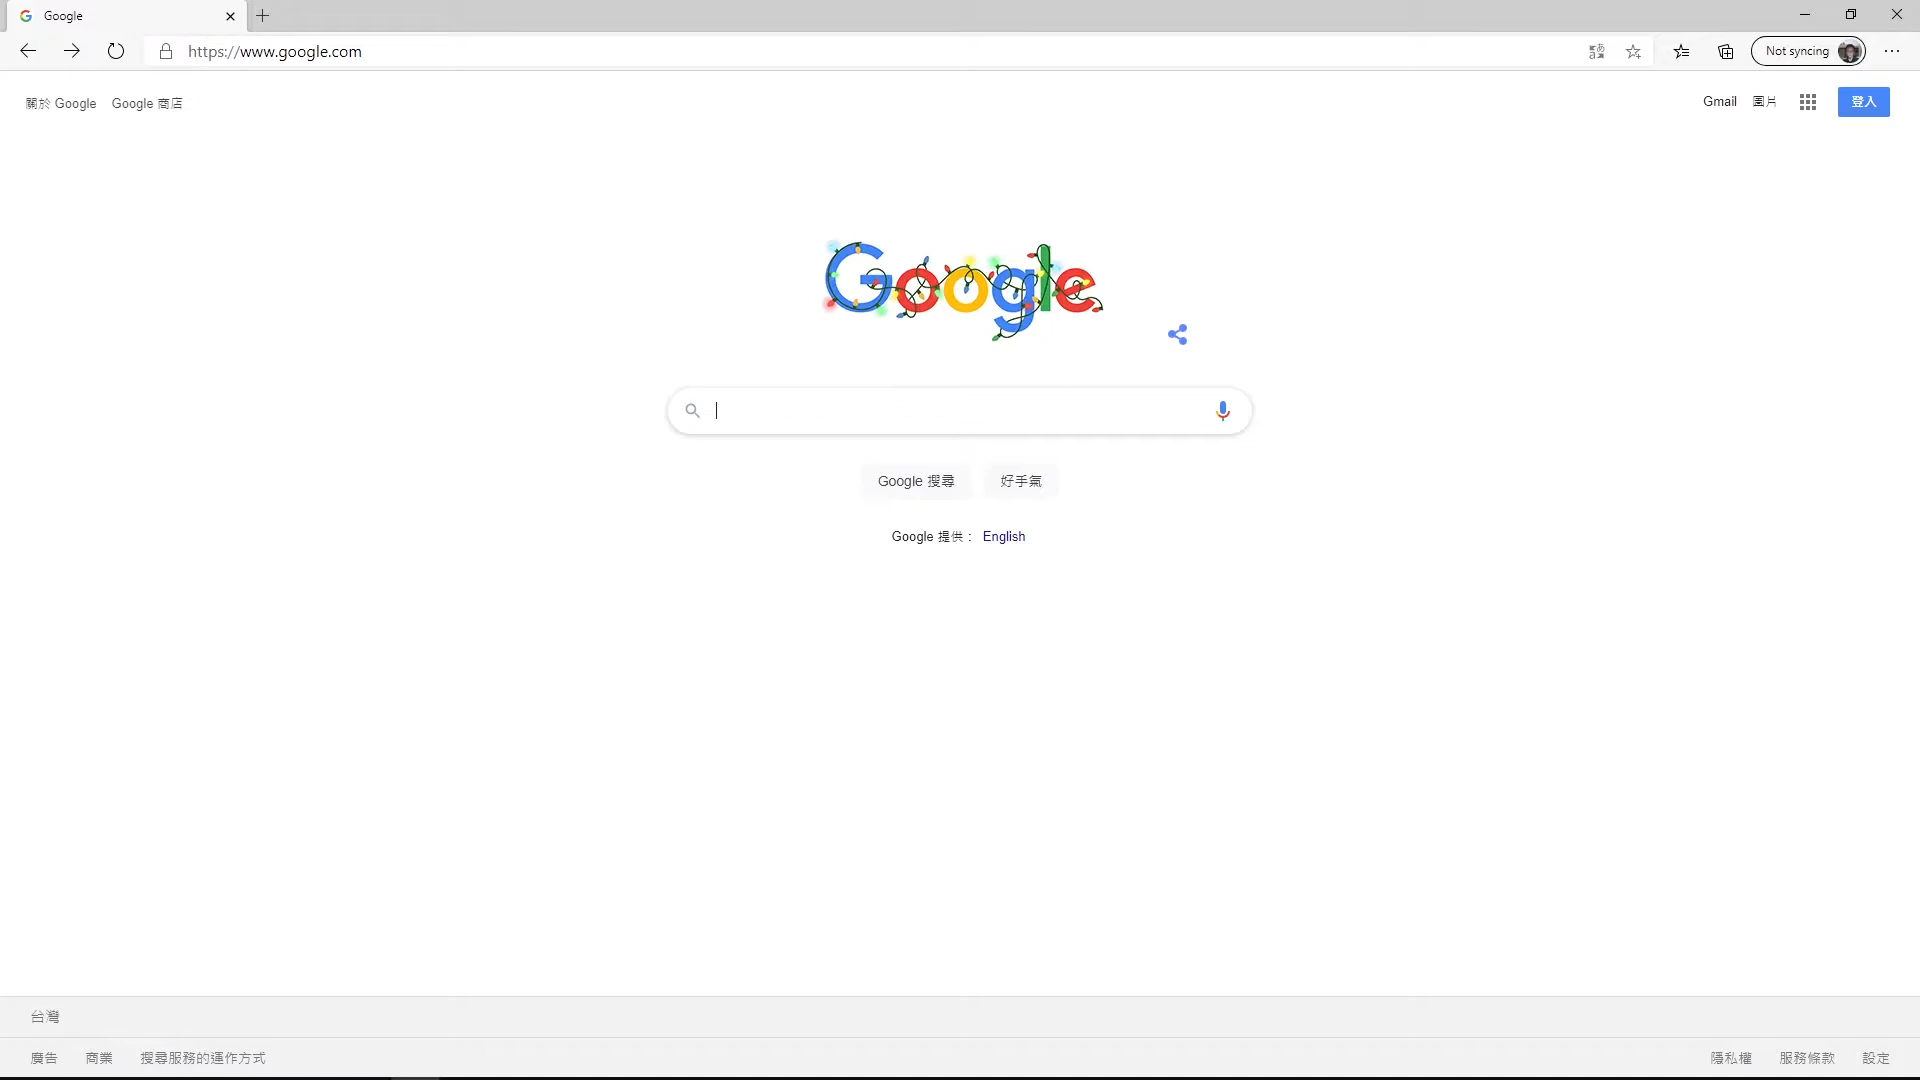 Google
https://www.google.com
Not syncing
關於 Google Google 商店
Gmail 圖片 登入
Google
Google 搜尋 好手氣
Google 提供： English
台灣
廣告 商業 搜尋服務的運作方式
隱私權 服務條款 設定